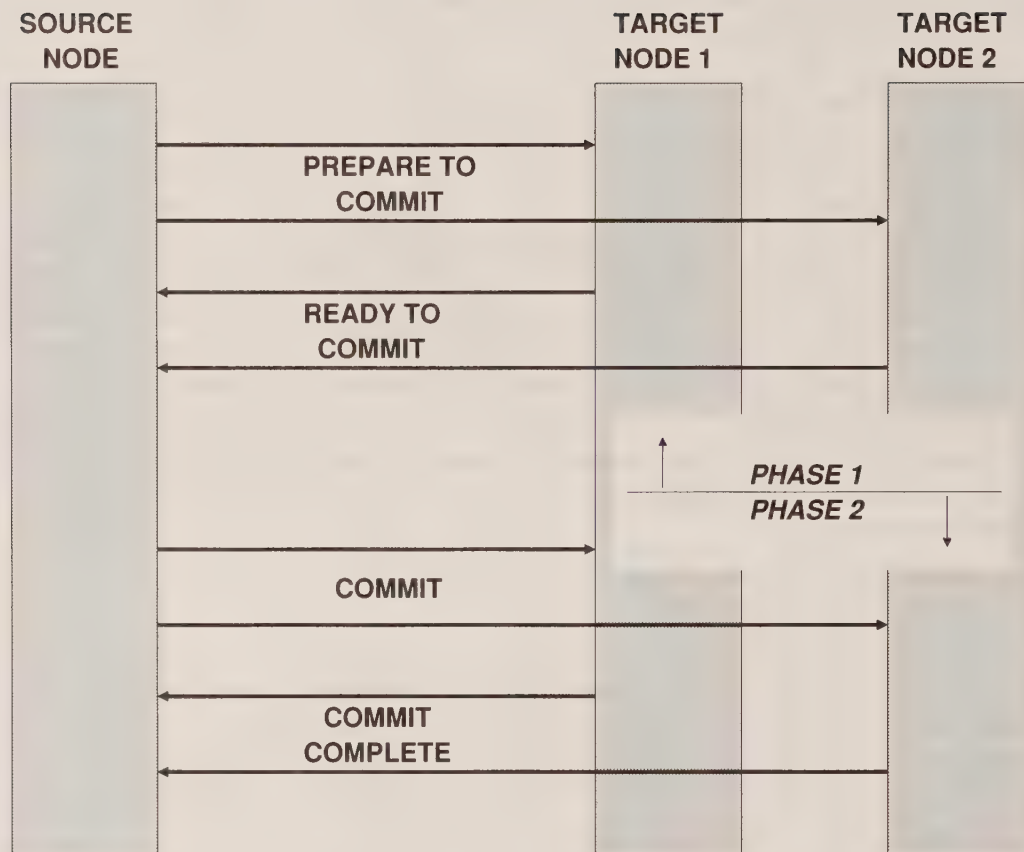 SOURCE
NODE
TARGET
NODE 1
TARGET
NODE 2
PREPARE TO
COMMIT
READY TO
COMMIT
PHASE 1
PHASE 2
COMMIT
COMMIT
COMPLETE